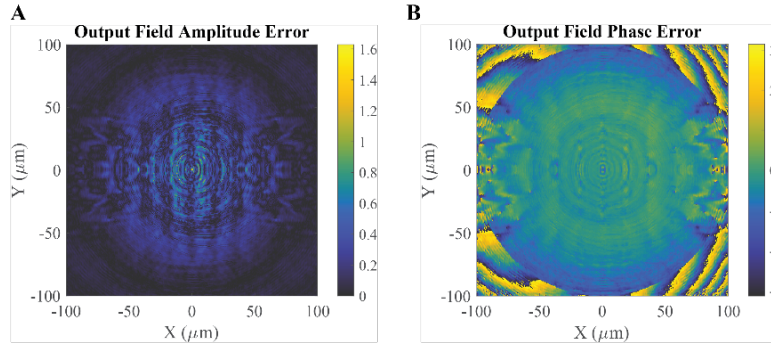 A
Output Field Amplitude Error
100
50
0
-50
-100
Y (μm)
-100 -50 0 50 100
X (μm)
1.6
1.4
1.2
1
0.8
0.6
0.4
0.2
0
B
Output Field Phase Error
100
50
0
-50
-100
Y (μm)
-100 -50 0 50 100
X (μm)